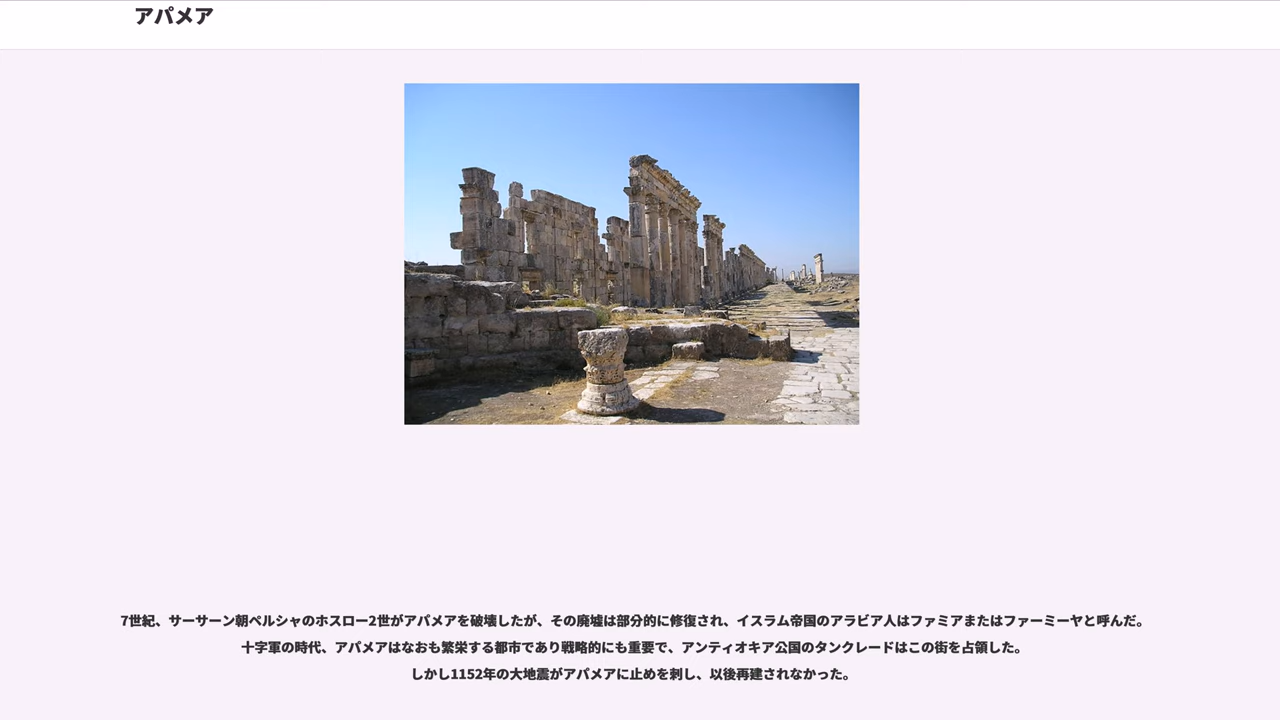 アパメア
7世紀、サーサーン朝ペルシャのホスロー2世がアパメアを破壊したが、その廃墟は部分的に修復され、イスラム帝国のアラビア人はファミアまたはファーミーヤと呼んだ。
十字軍の時代、アパメアはなおも繁栄する都市であり戦略的にも重要で、アンティオキア公国のタンクレードはこの街を占領した。
しかし1152年の大地震がアパメアに止めを刺し、以後再建されなかった。